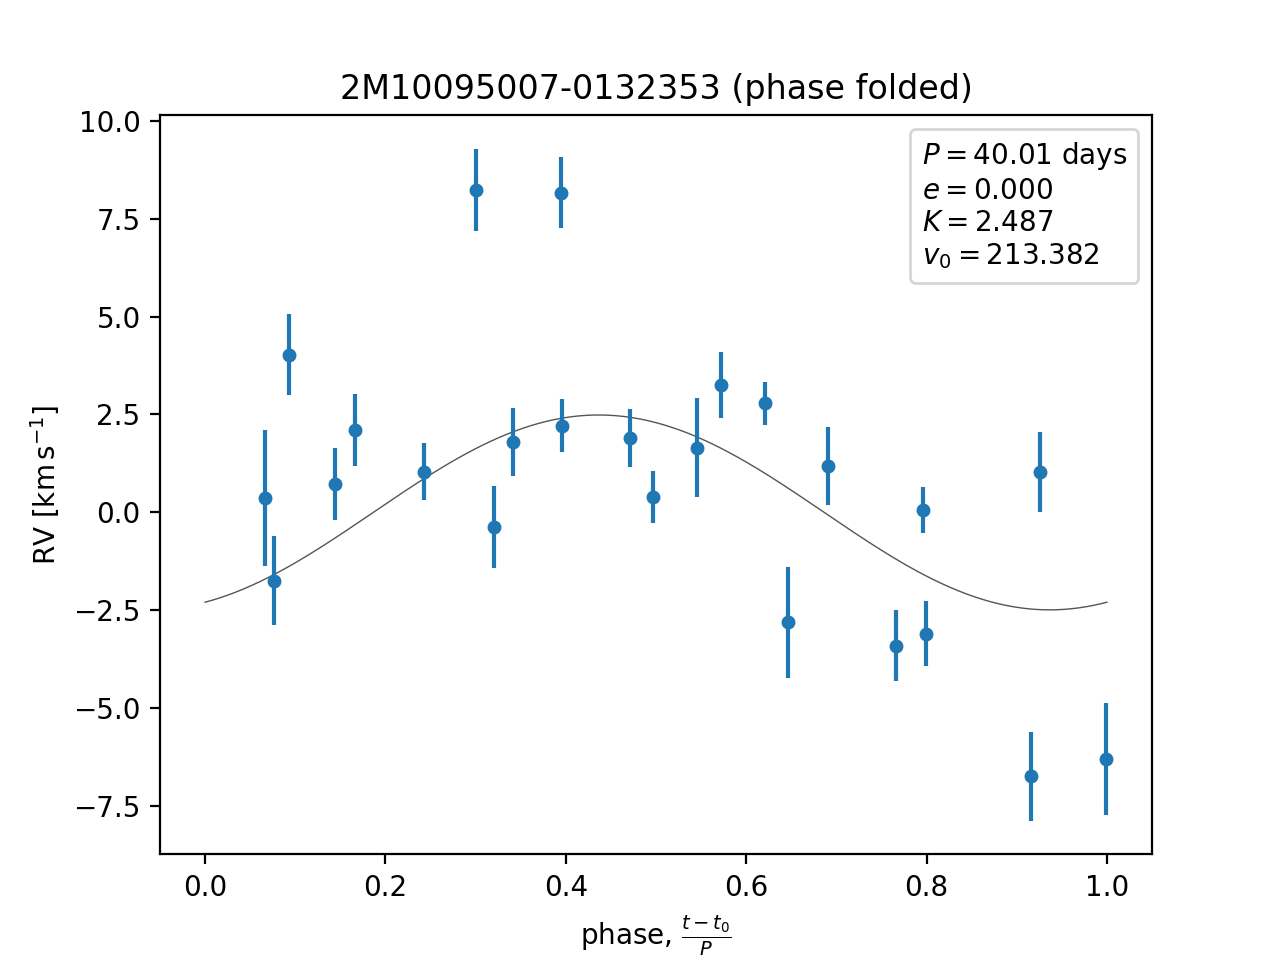 2M10095007-0132353 (phase folded)
P = 40.01 days
e = 0.000
K = 2.487
v₀ = 213.382
10.0
7.5
5.0
2.5
0.0
−2.5
−5.0
−7.5
RV [km s⁻¹]
0.0 0.2 0.4 0.6 0.8 1.0
phase, (t − t₀)/P